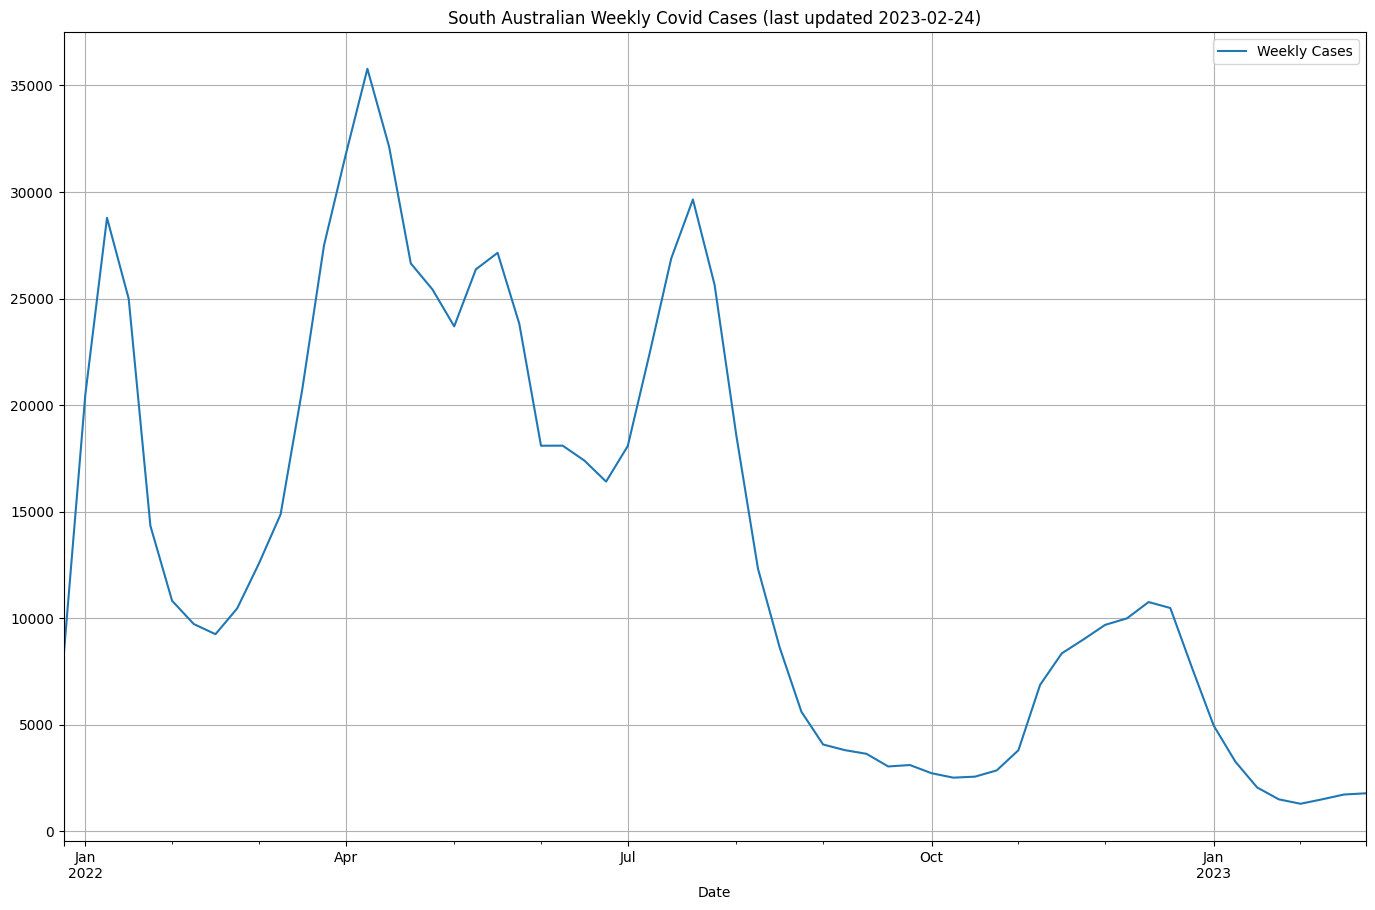 South Australian Weekly Covid Cases (last updated 2023-02-24)
Weekly Cases
35000
30000
25000
20000
15000
10000
5000
0
Jan
2022
Apr
Jul
Oct
Jan
2023
Date